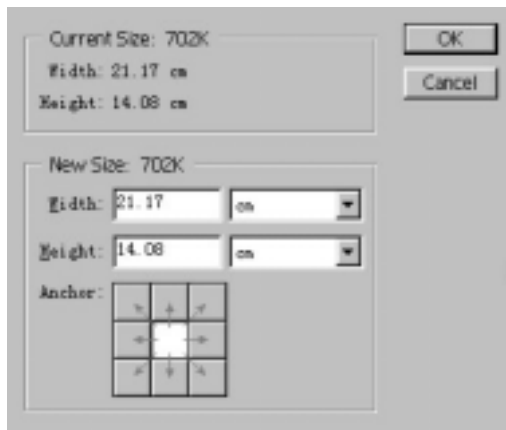 Current Size: 702K
Width: 21.17 cm
Height: 14.08 cm
OK
Cancel
New Size: 702K
Width: 21.17 cm
Height: 14.08 cm
Anchor: